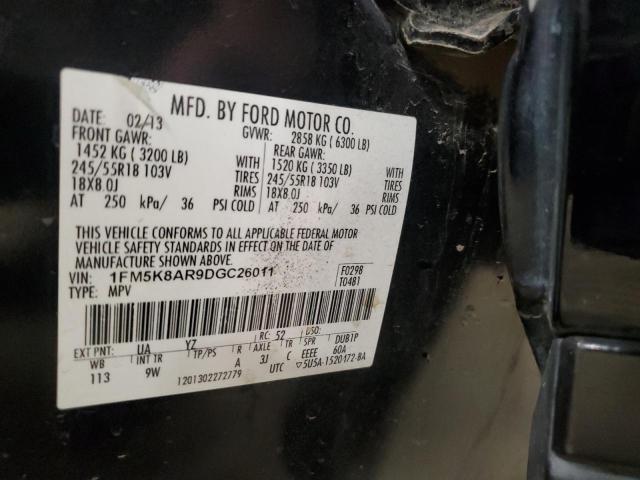 MFD. BY FORD MOTOR CO.
DATE: 02/13 GVWR: 2858 KG ( 6300 LB)
FRONT GAWR: REAR GAWR:
1452 KG ( 3200 LB) WITH 1520 KG ( 3350 LB) WITH
245/55R18 103V TIRES 245/55R18 103V TIRES
18X8.0J RIMS 18X8.0J RIMS
AT 250 kPa/ 36 PSI COLD AT 250 kPa/ 36 PSI COLD
THIS VEHICLE CONFORMS TO ALL APPLICABLE FEDERAL MOTOR
VEHICLE SAFETY STANDARDS IN EFFECT ON THE DATE OF
MANUFACTURE SHOWN ABOVE.
VIN: 1FM5K8AR9DGC26011 F0298
TYPE: MPV T0481
EXT PNT: UA YZ RC: 52 DSO:
WB INT TR TP/PS R AXLE TR SPR DUB1P
113 9W A 3J C EEEE 60A
1201302272779 UTC 5U5A-1520172-BA